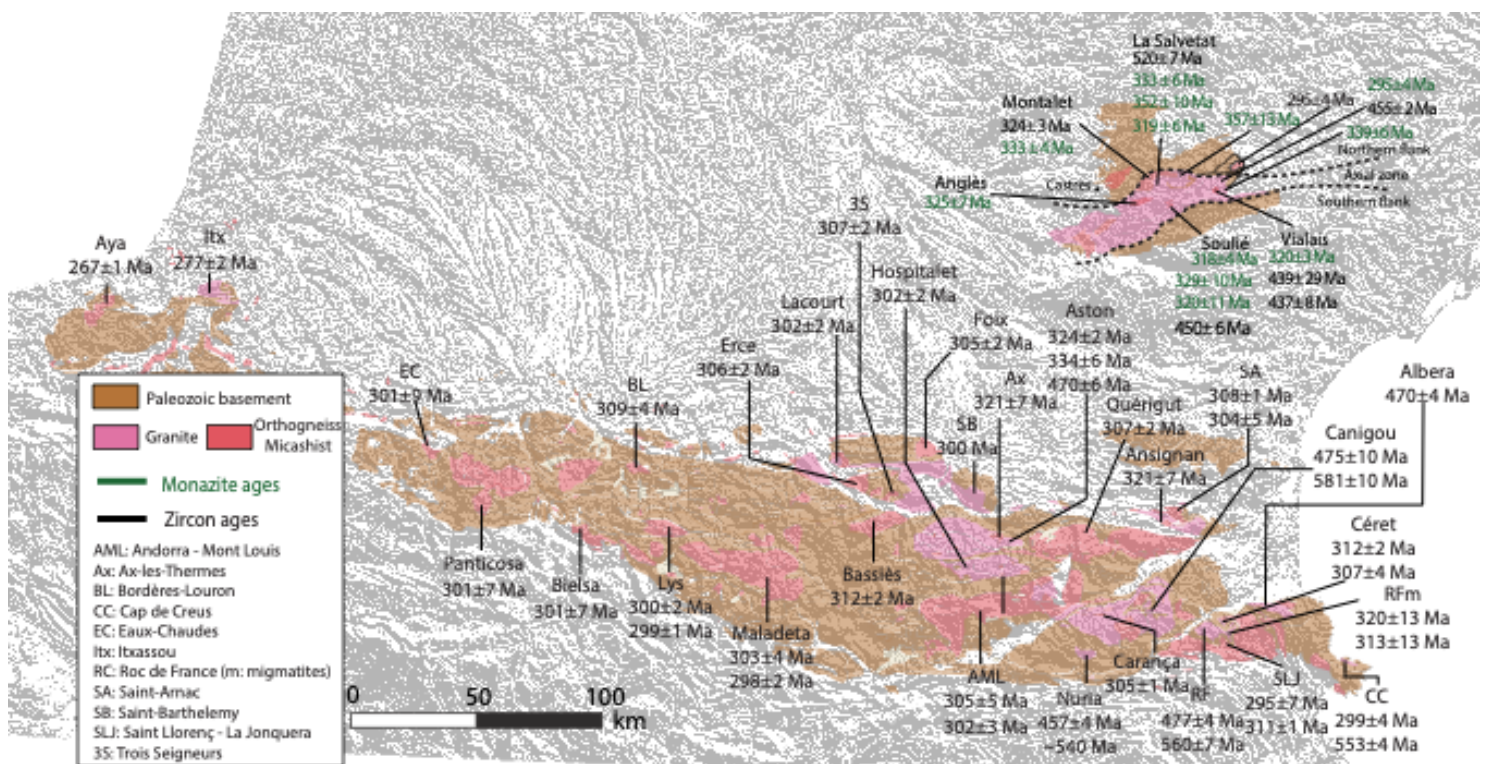 La Salvetat
520±7 Ma
333±6 Ma
352±10 Ma
319±6 Ma
Montalet
324±3 Ma
333±4 Ma
357±13 Ma
295±4 Ma
295±4 Ma
455±2 Ma
339±6 Ma
Northern Bank
Axial zone
Southern Bank
Castres
Anglès
325±7 Ma
Soulié
318±4 Ma
329±10 Ma
320±11 Ma
450±6 Ma
Vialais
320±3 Ma
439±29 Ma
437±8 Ma
Aya
267±1 Ma
Itx
277±2 Ma
3S
307±2 Ma
Hospitalet
302±2 Ma
Lacourt
302±2 Ma
Erce
306±2 Ma
Foix
305±2 Ma
Aston
324±2 Ma
334±6 Ma
470±6 Ma
Ax
321±7 Ma
SB
300 Ma
Quérigut
307±2 Ma
Ansignan
321±7 Ma
SA
308±1 Ma
304±5 Ma
Albera
470±4 Ma
Canigou
475±10 Ma
581±10 Ma
Céret
312±2 Ma
307±4 Ma
RFm
320±13 Ma
313±13 Ma
EC
301±9 Ma
BL
309±4 Ma
Panticosa
301±7 Ma
Bielsa
301±7 Ma
Lys
300±2 Ma
299±1 Ma
Maladeta
303±4 Ma
298±2 Ma
Bassiès
312±2 Ma
AML
305±5 Ma
302±3 Ma
Nuria
457±4 Ma
~540 Ma
Carança
305±1 Ma
RF
477±4 Ma
560±7 Ma
SLJ
295±7 Ma
311±1 Ma
CC
299±4 Ma
553±4 Ma
Paleozoic basement
Granite
Orthogneiss
Micashist
Monazite ages
Zircon ages
AML: Andorra - Mont Louis
Ax: Ax-les-Thermes
BL: Bordères-Louron
CC: Cap de Creus
EC: Eaux-Chaudes
Itx: Itxassou
RC: Roc de France (m: migmatites)
SA: Saint-Arnac
SB: Saint-Barthelemy
SLJ: Saint Llorenç - La Jonquera
3S: Trois Seigneurs
0 50 100
km